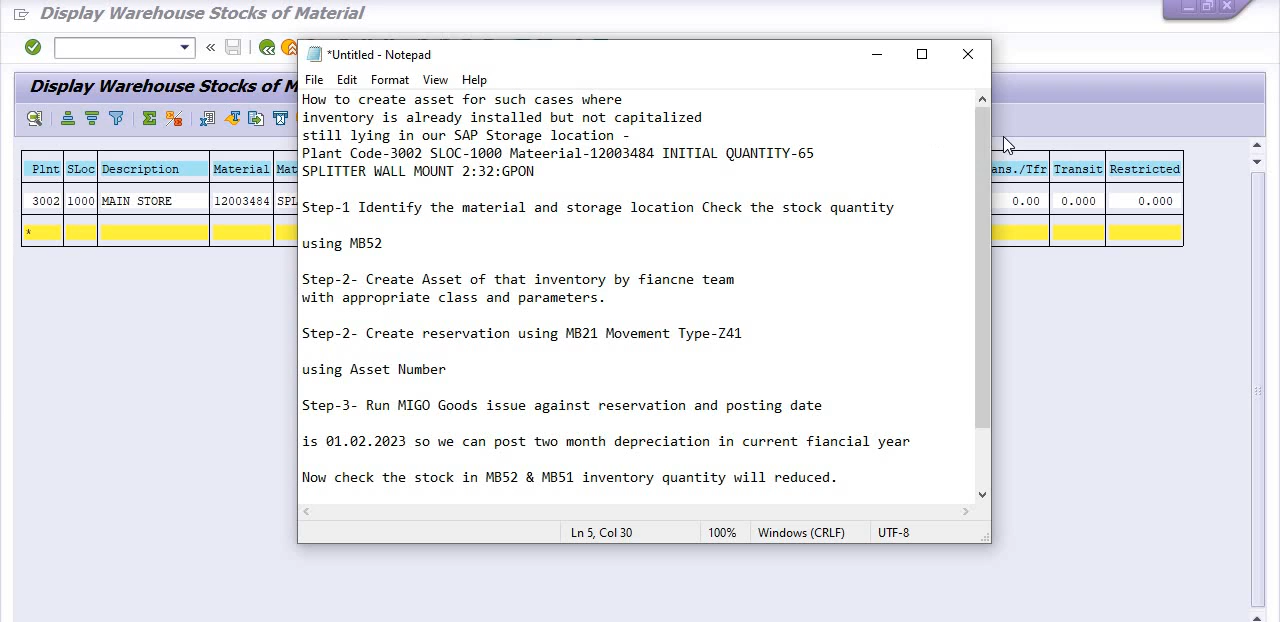 Display Warehouse Stocks of Material
*Untitled - Notepad
Display Warehouse Stocks of M
File Edit Format View Help
How to create asset for such cases where
inventory is already installed but not capitalized
still lying in our SAP Storage location -
Plant Code-3002 SLOC-1000 Mateerial-12003484 INITIAL QUANTITY-65
SPLITTER WALL MOUNT 2:32:GPON
Step-1 Identify the material and storage location Check the stock quantity
using MB52
Step-2- Create Asset of that inventory by fiancne team
with appropriate class and parameters.
Step-2- Create reservation using MB21 Movement Type-Z41
using Asset Number
Step-3- Run MIGO Goods issue against reservation and posting date
is 01.02.2023 so we can post two month depreciation in current fiancial year
Now check the stock in MB52 & MB51 inventory quantity will reduced.
Ln 5, Col 30 100% Windows (CRLF) UTF-8
Plnt SLoc Description Material Mat ans./Tfr Transit Restricted
3002 1000 MAIN STORE 12003484 SPL 0.00 0.000 0.000
*